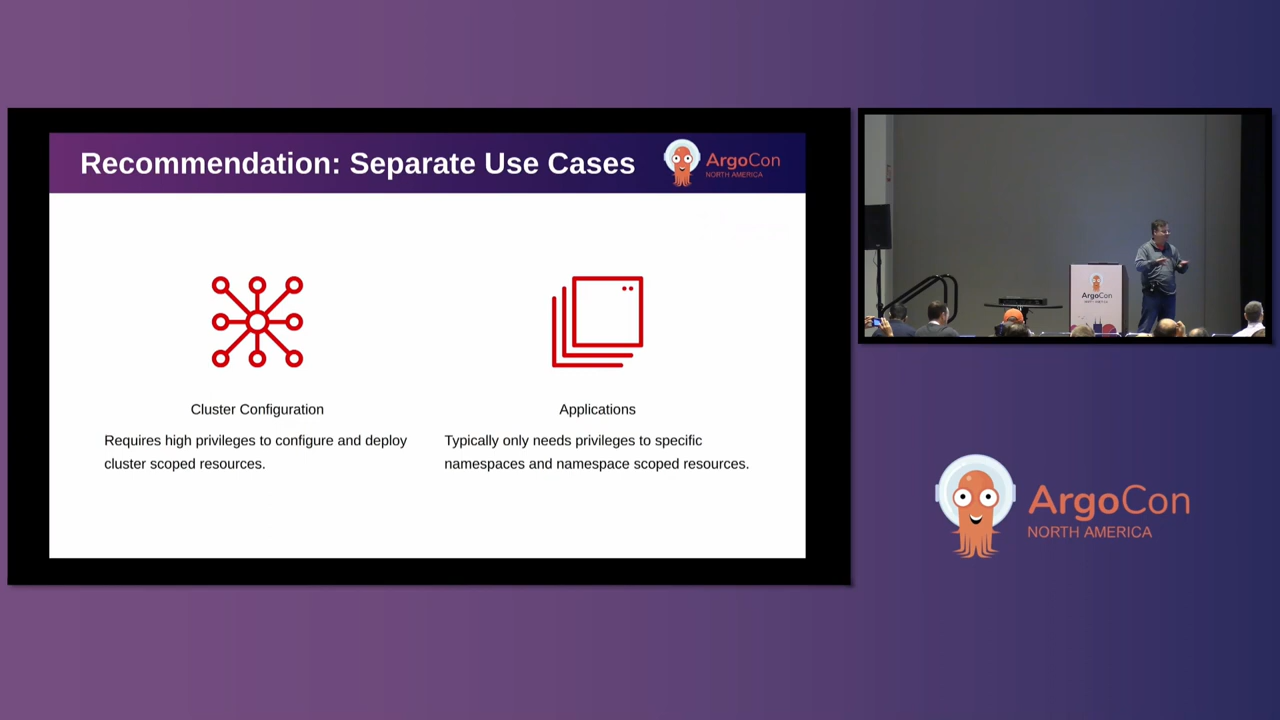 Recommendation: Separate Use Cases
ArgoCon
NORTH AMERICA
Cluster Configuration
Requires high privileges to configure and deploy
cluster scoped resources.
Applications
Typically only needs privileges to specific
namespaces and namespace scoped resources.
ArgoCon
ArgoCon
NORTH AMERICA